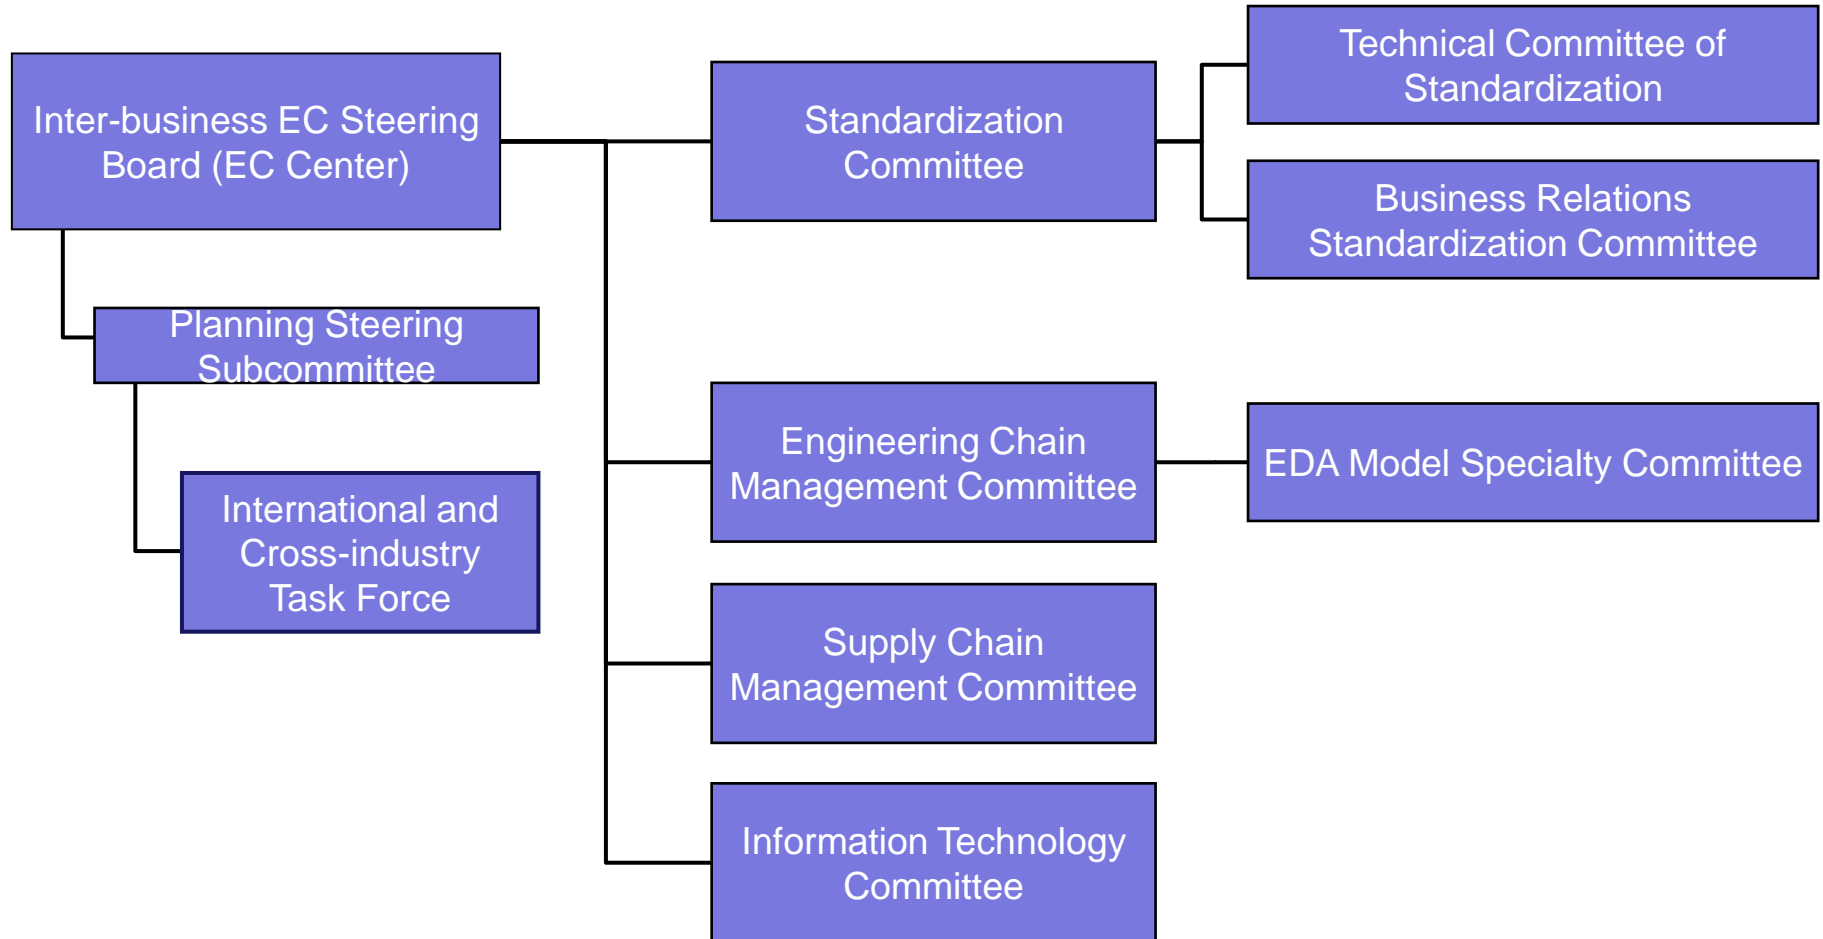 Inter-business EC Steering
Board (EC Center)
Planning Steering
Subcommittee
International and
Cross-industry
Task Force
Standardization
Committee
Technical Committee of
Standardization
Business Relations
Standardization Committee
Engineering Chain
Management Committee
EDA Model Specialty Committee
Supply Chain
Management Committee
Information Technology
Committee